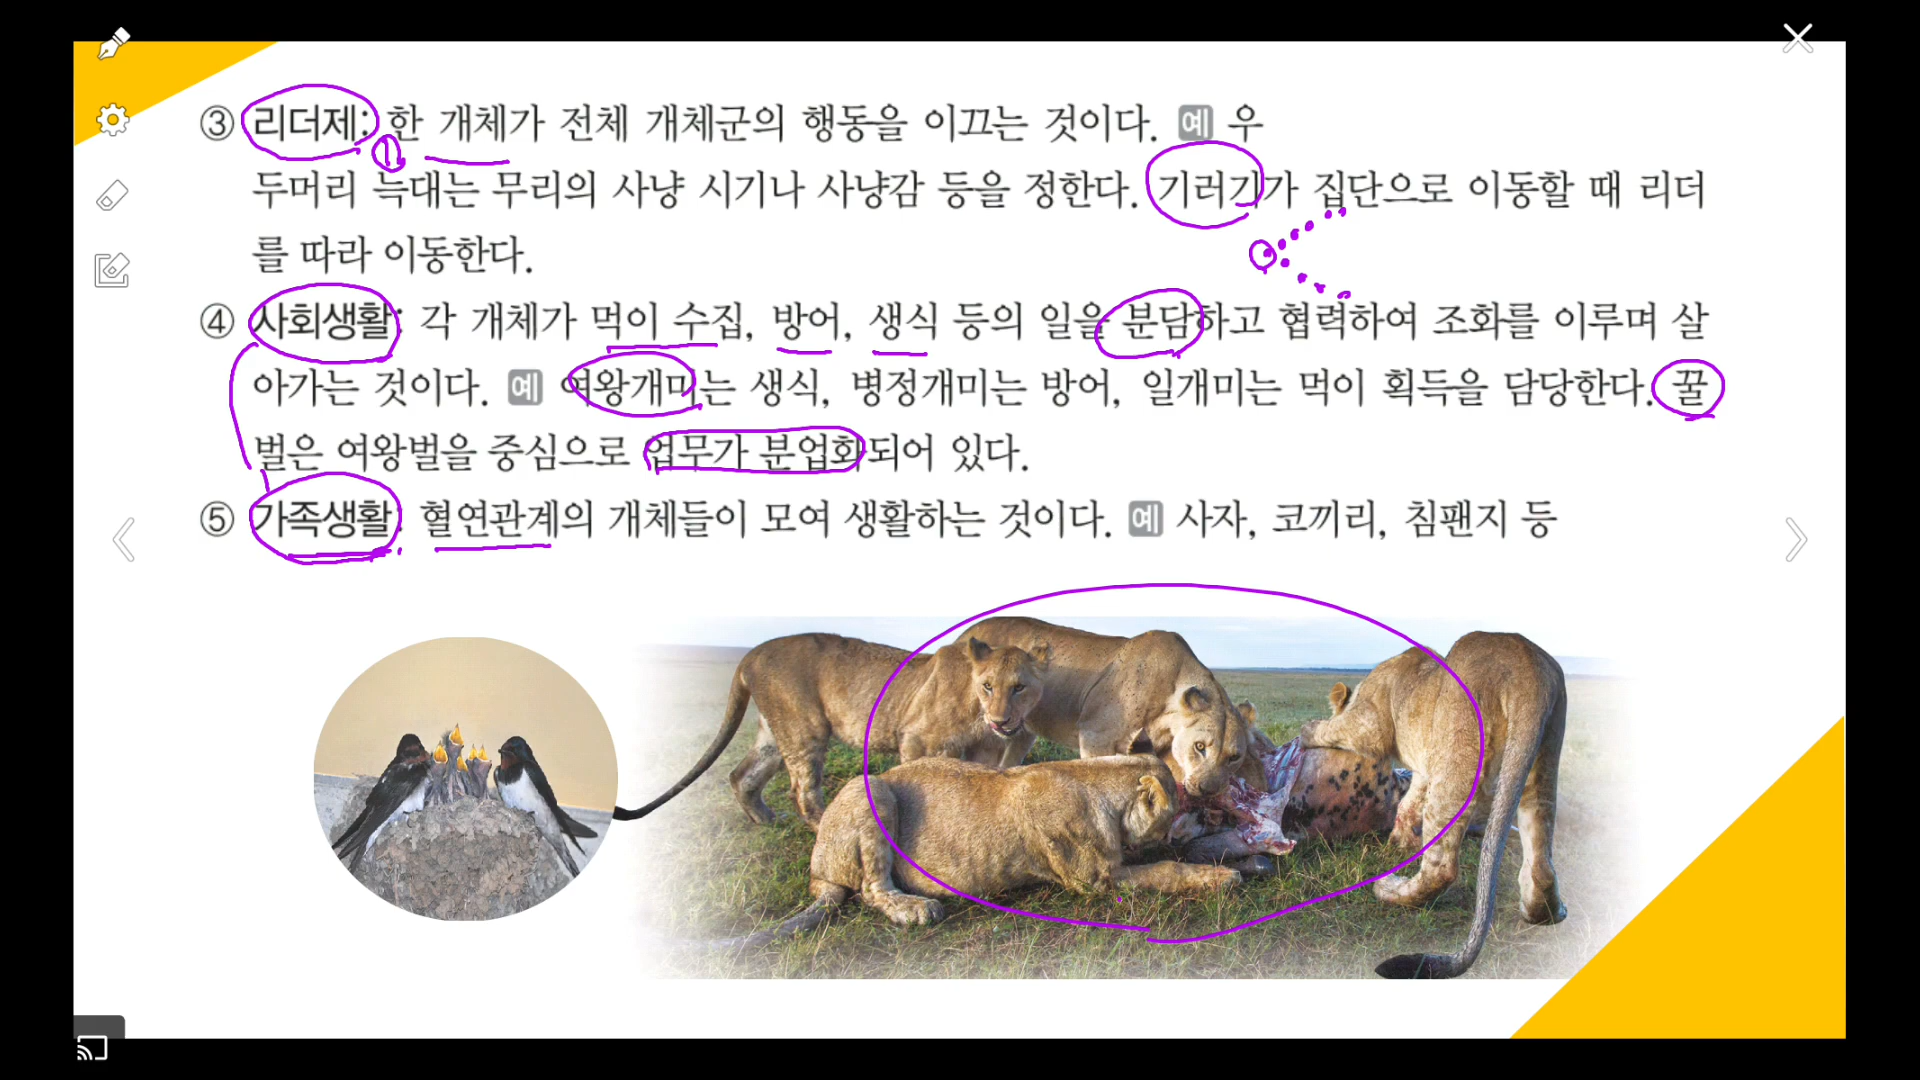 ③ 리더제: 한 개체가 전체 개체군의 행동을 이끄는 것이다. 예 우
두머리 늑대는 무리의 사냥 시기나 사냥감 등을 정한다. 기러기가 집단으로 이동할 때 리더
를 따라 이동한다.
④ 사회생활: 각 개체가 먹이 수집, 방어, 생식 등의 일을 분담하고 협력하여 조화를 이루며 살
아가는 것이다. 예 여왕개미는 생식, 병정개미는 방어, 일개미는 먹이 획득을 담당한다. 꿀
벌은 여왕벌을 중심으로 업무가 분업화되어 있다.
⑤ 가족생활: 혈연관계의 개체들이 모여 생활하는 것이다. 예 사자, 코끼리, 침팬지 등